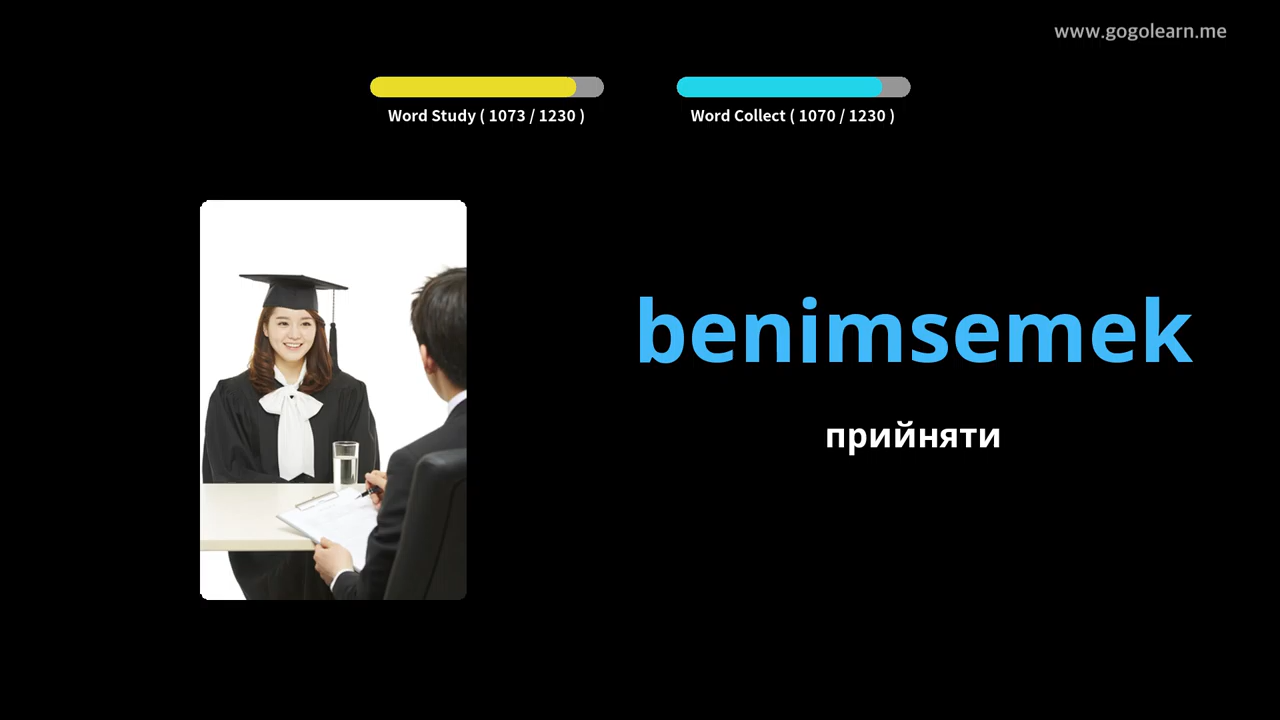 www.gogolearn.me
Word Study ( 1073 / 1230 )
Word Collect ( 1070 / 1230 )
benimsemek
прийняти